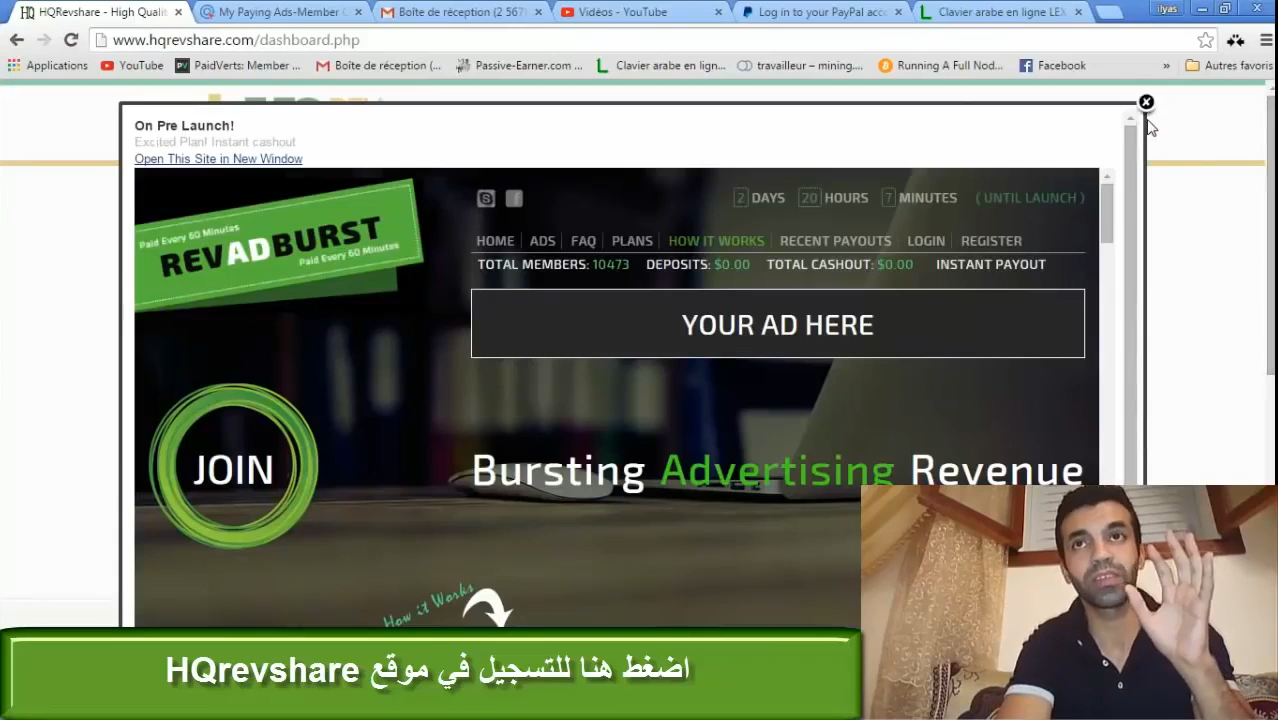 HQRevshare - High Qualit
My Paying Ads-Member C
Boîte de réception (2 567
Vidéos - YouTube
Log in to your PayPal acc
Clavier arabe en ligne LEX
ilyas
www.hqrevshare.com/dashboard.php
Applications
YouTube
PaidVerts: Member ...
Boîte de réception (...
Passive-Earner.com ...
Clavier arabe en lign...
travailleur – mining....
Running A Full Nod...
Facebook
»
Autres favoris
On Pre Launch!
Excited Plan! Instant cashout
Open This Site in New Window
Paid Every 60 Minutes
REVADBURST
Paid Every 60 Minutes
2 DAYS 20 HOURS 7 MINUTES ( UNTIL LAUNCH )
HOME ADS FAQ PLANS HOW IT WORKS RECENT PAYOUTS LOGIN REGISTER
TOTAL MEMBERS: 10473 DEPOSITS: $0.00 TOTAL CASHOUT: $0.00 INSTANT PAYOUT
YOUR AD HERE
JOIN
Bursting Advertising Revenue
How it Works
اضغط هنا للتسجيل في موقع HQrevshare